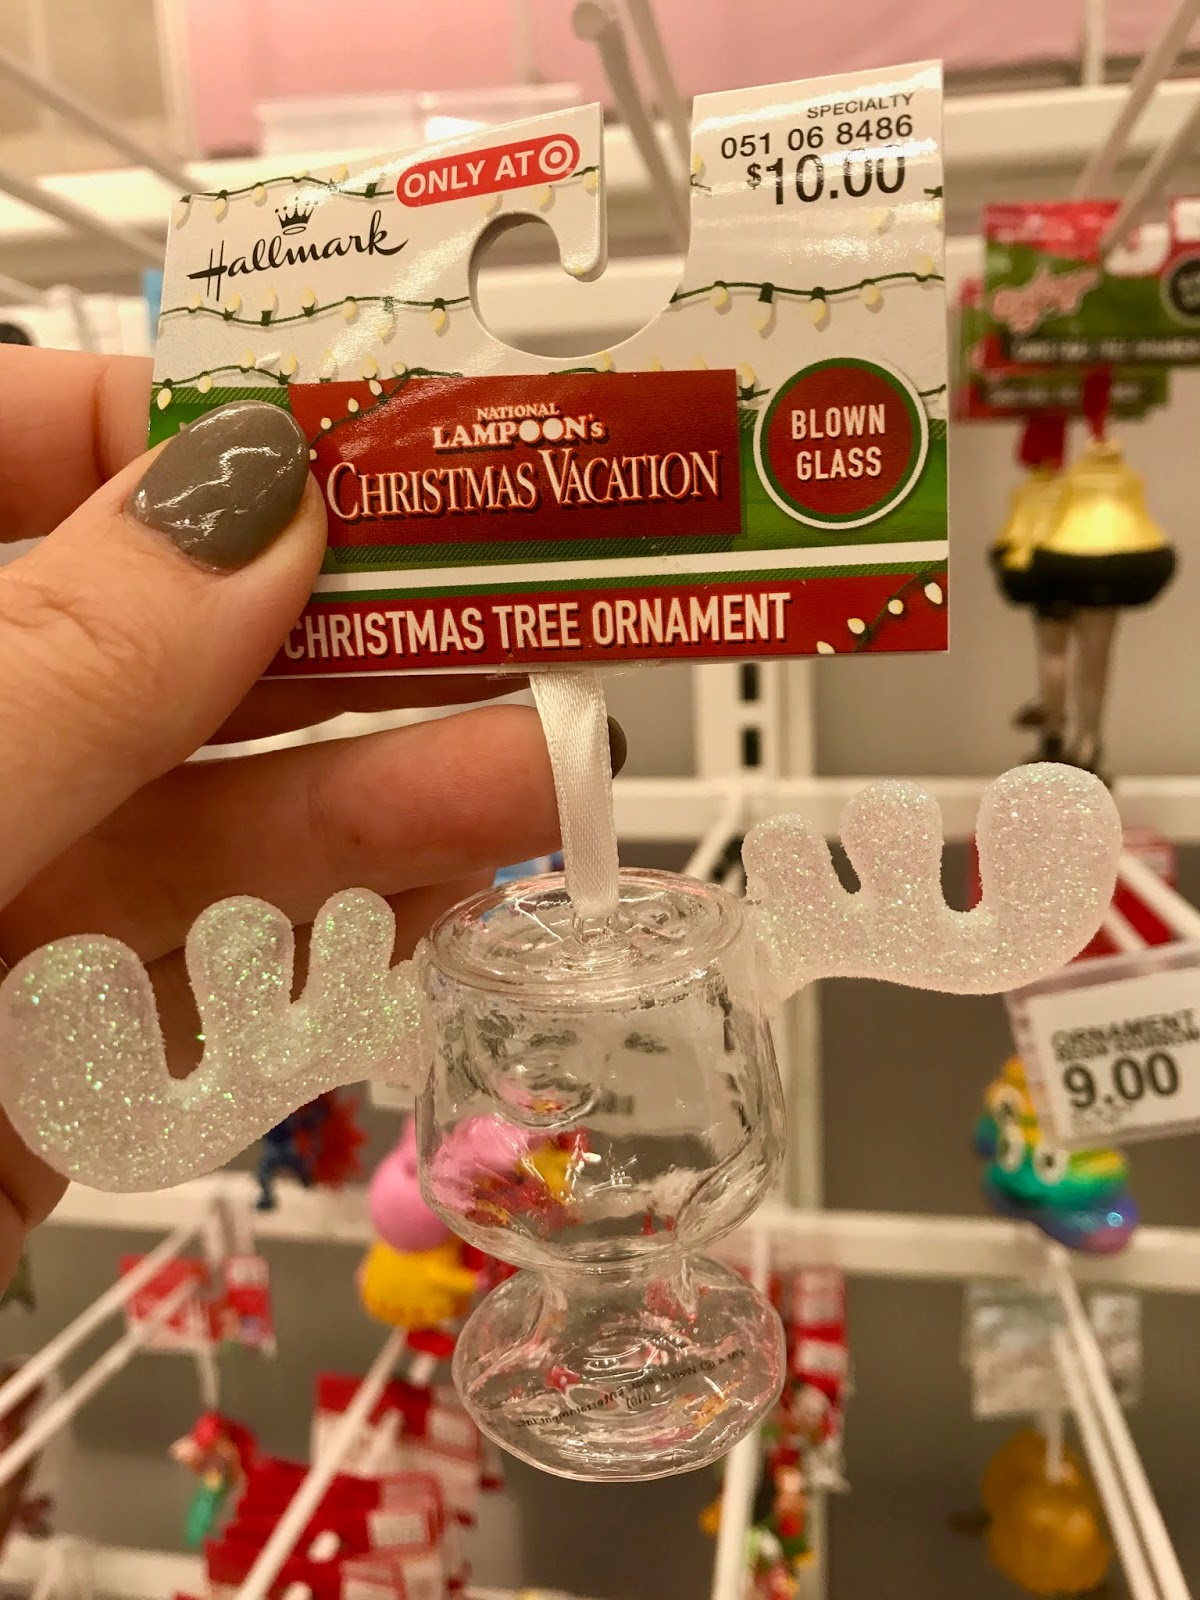 Hallmark
ONLY AT
SPECIALTY
051 06 8486
$10.00
NATIONAL
LAMPOON'S
CHRISTMAS VACATION
BLOWN
GLASS
CHRISTMAS TREE ORNAMENT
ORNAMENT
9.00